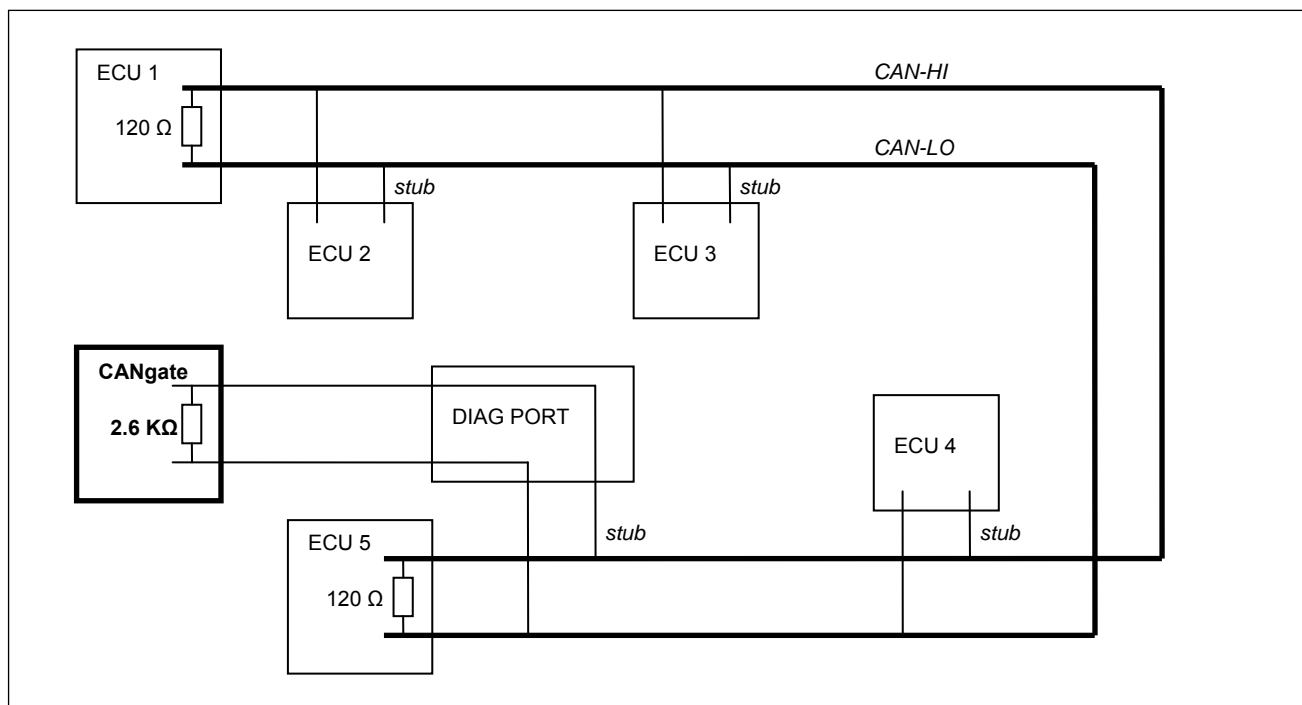 ECU 1
CAN-HI
120 Ω
CAN-LO
stub
stub
ECU 2
ECU 3
CANgate
2.6 KΩ
DIAG PORT
ECU 4
stub
stub
ECU 5
120 Ω